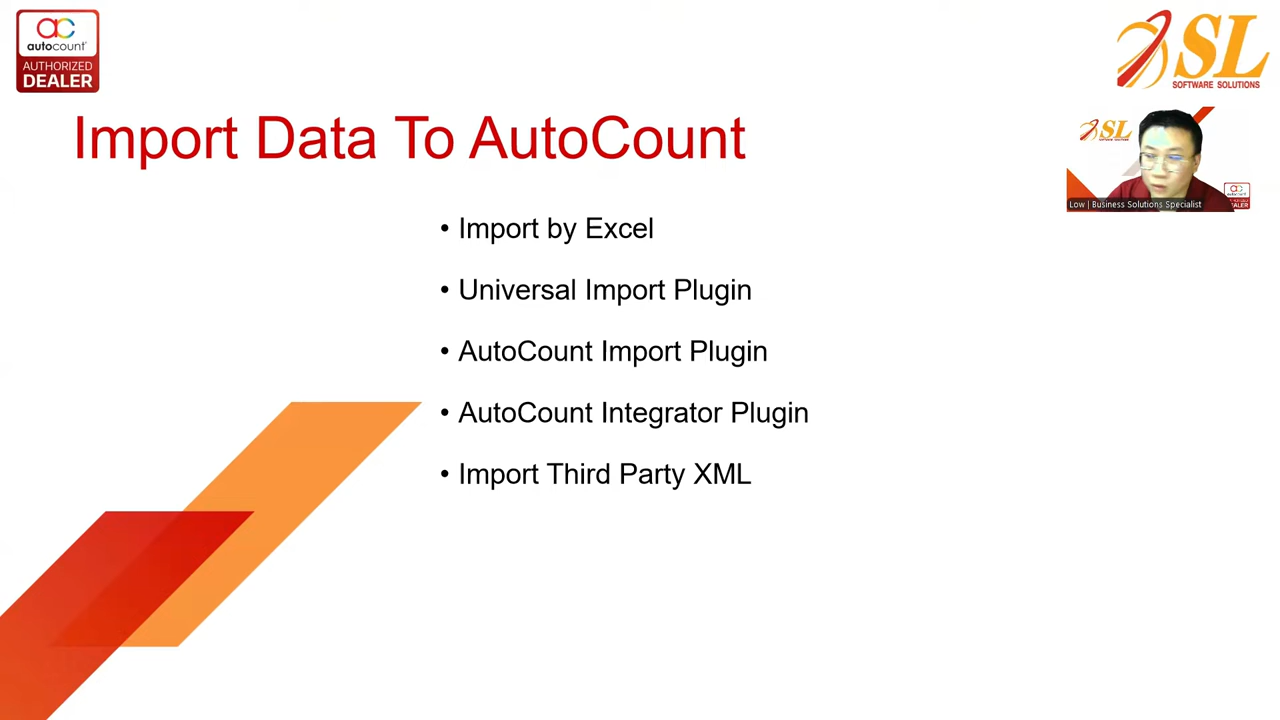 autocount
AUTHORIZED
DEALER
SL
SOFTWARE SOLUTIONS
Import Data To AutoCount
SL
Low | Business Solutions Specialist
• Import by Excel
• Universal Import Plugin
• AutoCount Import Plugin
• AutoCount Integrator Plugin
• Import Third Party XML